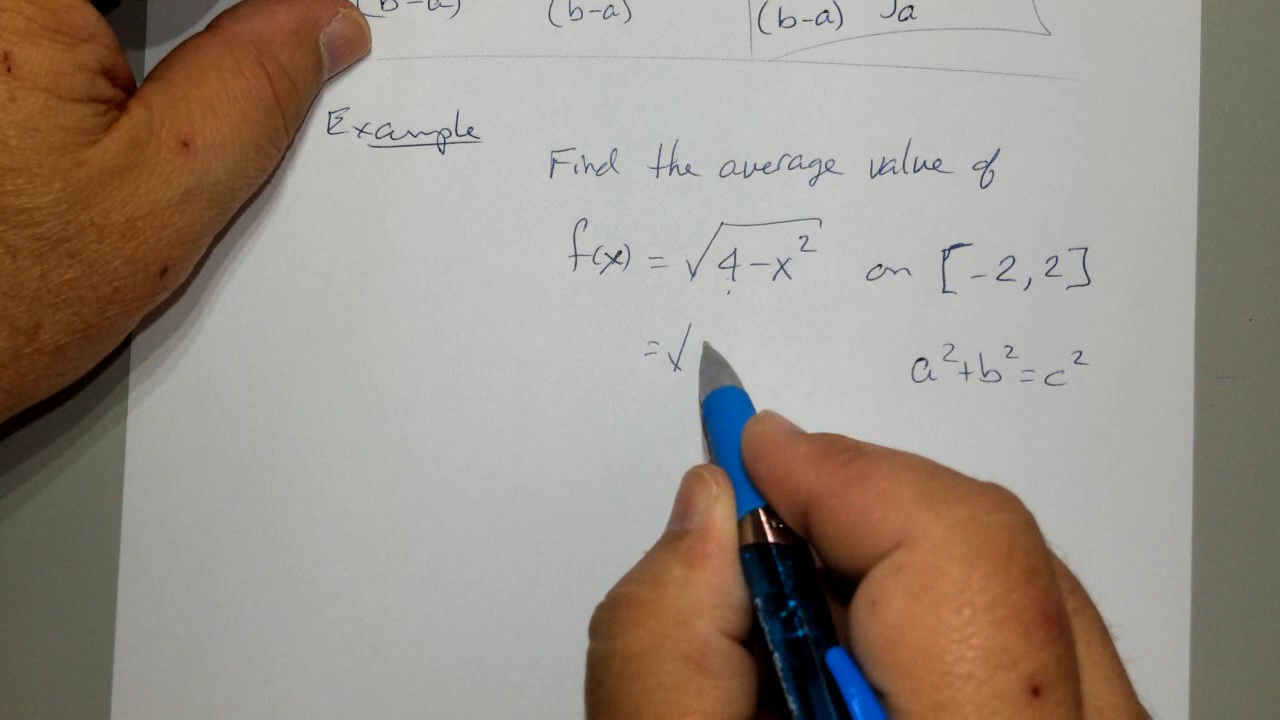 (b-a) (b-a) (b-a) ∫a
Example
Find the average value of
f(x) = √4-x² on [-2, 2]
= √ a²+b²=c²